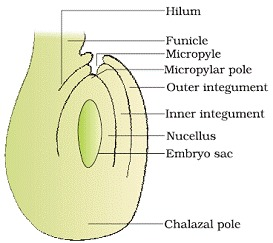 Hilum
Funicle
Micropyle
Micropylar pole
Outer integument
Inner integument
Nucellus
Embryo sac
Chalazal pole